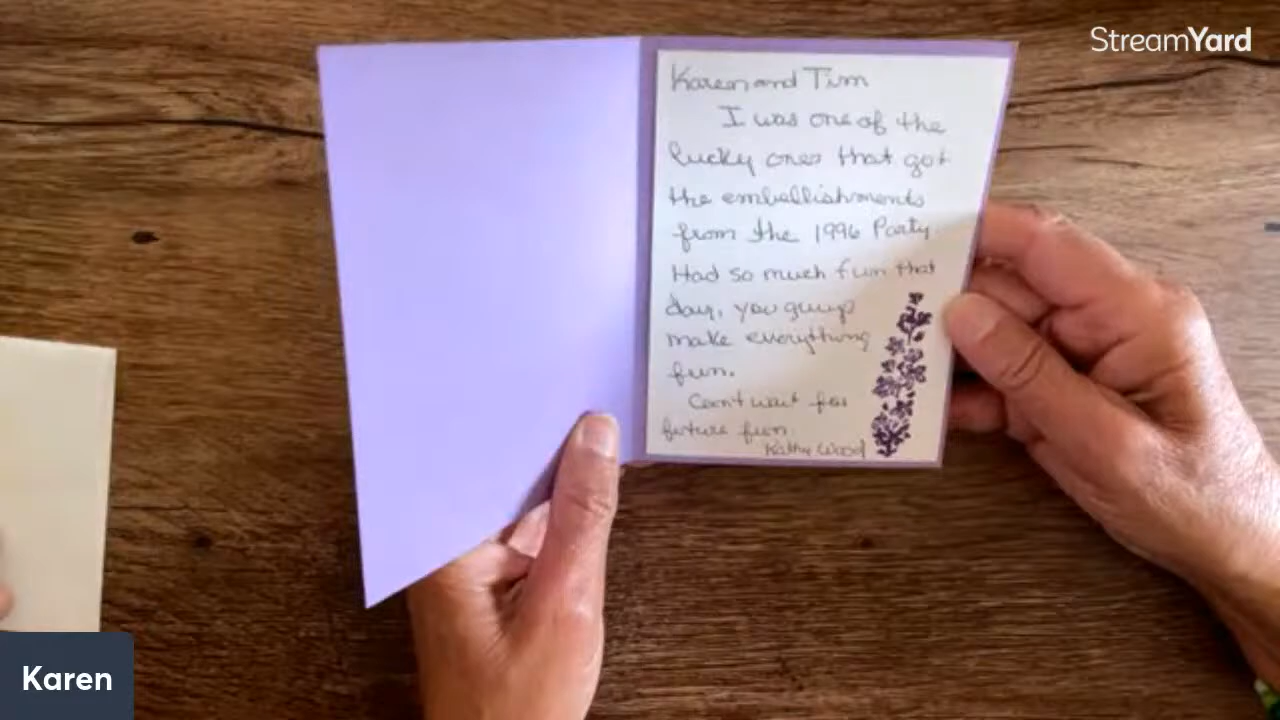 StreamYard
Karen and Tim
I was one of the
lucky ones that got
the embellishments
from the 1996 Party.
Had so much fun that
day, you guys
make everything
fun.
Can't wait for
future fun.
Kathy Wood
Karen